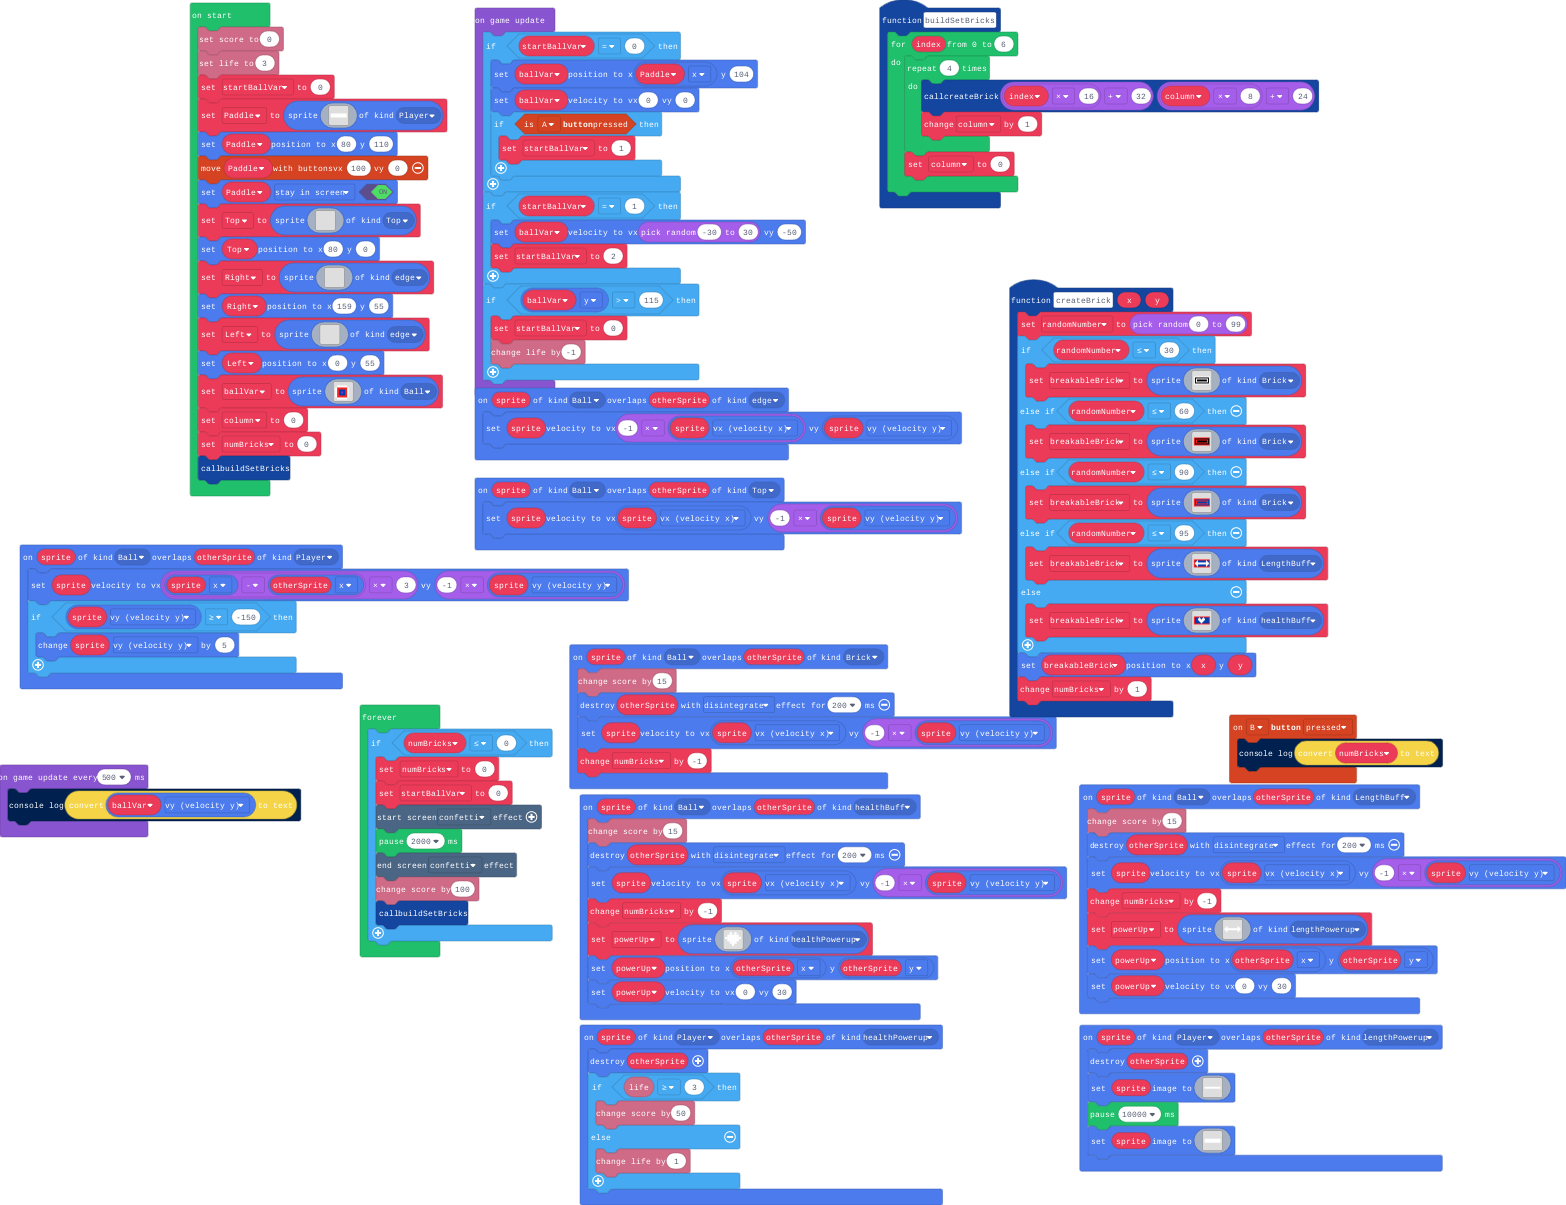 on start
set score to 0
set life to 3
set startBallVar to 0
set Paddle to sprite of kind Player
set Paddle position to x 80 y 110
move Paddle with buttons vx 100 vy 0
set Paddle stay in screen ON
set Top to sprite of kind Top
set Top position to x 80 y 0
set Right to sprite of kind edge
set Right position to x 159 y 55
set Left to sprite of kind edge
set Left position to x 0 y 55
set ballVar to sprite of kind Ball
set column to 0
set numBricks to 0
call buildSetBricks
on game update
if startBallVar = 0 then
set ballVar position to x Paddle x y 104
set ballVar velocity to vx 0 vy 0
if is A button pressed then
set startBallVar to 1
if startBallVar = 1 then
set ballVar velocity to vx pick random -30 to 30 vy -50
set startBallVar to 2
if ballVar y > 115 then
set startBallVar to 0
change life by -1
on sprite of kind Ball overlaps otherSprite of kind edge
set sprite velocity to vx -1 × sprite vx (velocity x) vy sprite vy (velocity y)
on sprite of kind Ball overlaps otherSprite of kind Top
set sprite velocity to vx sprite vx (velocity x) vy -1 × sprite vy (velocity y)
function buildSetBricks
for index from 0 to 6
do
repeat 4 times
do
call createBrick index × 16 + 32 column × 8 + 24
change column by 1
set column to 0
function createBrick x y
set randomNumber to pick random 0 to 99
if randomNumber ≤ 30 then
set breakableBrick to sprite of kind Brick
else if randomNumber ≤ 60 then
set breakableBrick to sprite of kind Brick
else if randomNumber ≤ 90 then
set breakableBrick to sprite of kind Brick
else if randomNumber ≤ 95 then
set breakableBrick to sprite of kind LengthBuff
else
set breakableBrick to sprite of kind healthBuff
set breakableBrick position to x x y y
change numBricks by 1
on sprite of kind Ball overlaps otherSprite of kind Player
set sprite velocity to vx sprite x - otherSprite x × 3 vy -1 × sprite vy (velocity y)
if sprite vy (velocity y) ≥ -150 then
change sprite vy (velocity y) by 5
on game update every 500 ms
console log convert ballVar vy (velocity y) to text
forever
if numBricks ≤ 0 then
set numBricks to 0
set startBallVar to 0
start screen confetti effect
pause 2000 ms
end screen confetti effect
change score by 100
call buildSetBricks
on sprite of kind Ball overlaps otherSprite of kind Brick
change score by 15
destroy otherSprite with disintegrate effect for 200 ms
set sprite velocity to vx sprite vx (velocity x) vy -1 × sprite vy (velocity y)
change numBricks by -1
on sprite of kind Ball overlaps otherSprite of kind healthBuff
change score by 15
destroy otherSprite with disintegrate effect for 200 ms
set sprite velocity to vx sprite vx (velocity x) vy -1 × sprite vy (velocity y)
change numBricks by -1
set powerUp to sprite of kind healthPowerup
set powerUp position to x otherSprite x y otherSprite y
set powerUp velocity to vx 0 vy 30
on sprite of kind Player overlaps otherSprite of kind healthPowerup
destroy otherSprite
if life ≥ 3 then
change score by 50
else
change life by 1
on B button pressed
console log convert numBricks to text
on sprite of kind Ball overlaps otherSprite of kind LengthBuff
change score by 15
destroy otherSprite with disintegrate effect for 200 ms
set sprite velocity to vx sprite vx (velocity x) vy -1 × sprite vy (velocity y)
change numBricks by -1
set powerUp to sprite of kind lengthPowerup
set powerUp position to x otherSprite x y otherSprite y
set powerUp velocity to vx 0 vy 30
on sprite of kind Player overlaps otherSprite of kind lengthPowerup
destroy otherSprite
set sprite image to
pause 10000 ms
set sprite image to